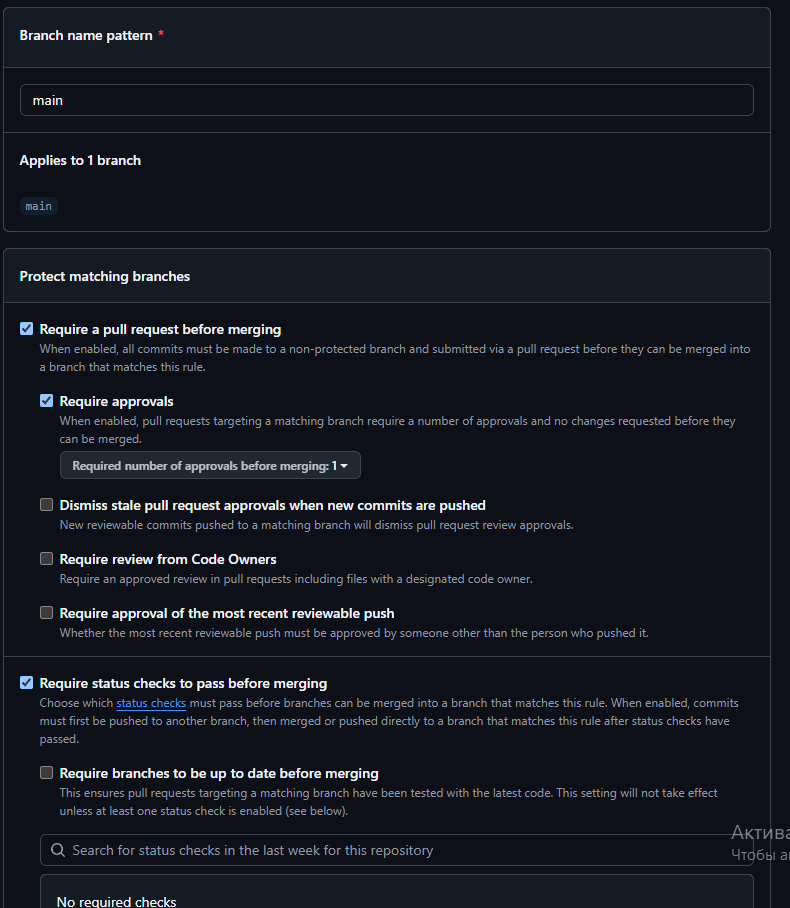 Branch name pattern *
main
Applies to 1 branch
main
Protect matching branches
Require a pull request before merging
When enabled, all commits must be made to a non-protected branch and submitted via a pull request before they can be merged into
a branch that matches this rule.
Require approvals
When enabled, pull requests targeting a matching branch require a number of approvals and no changes requested before they
can be merged.
Required number of approvals before merging: 1
Dismiss stale pull request approvals when new commits are pushed
New reviewable commits pushed to a matching branch will dismiss pull request review approvals.
Require review from Code Owners
Require an approved review in pull requests including files with a designated code owner.
Require approval of the most recent reviewable push
Whether the most recent reviewable push must be approved by someone other than the person who pushed it.
Require status checks to pass before merging
Choose which status checks must pass before branches can be merged into a branch that matches this rule. When enabled, commits
must first be pushed to another branch, then merged or pushed directly to a branch that matches this rule after status checks have
passed.
Require branches to be up to date before merging
This ensures pull requests targeting a matching branch have been tested with the latest code. This setting will not take effect
unless at least one status check is enabled (see below).
Search for status checks in the last week for this repository
No required checks
Чтобы